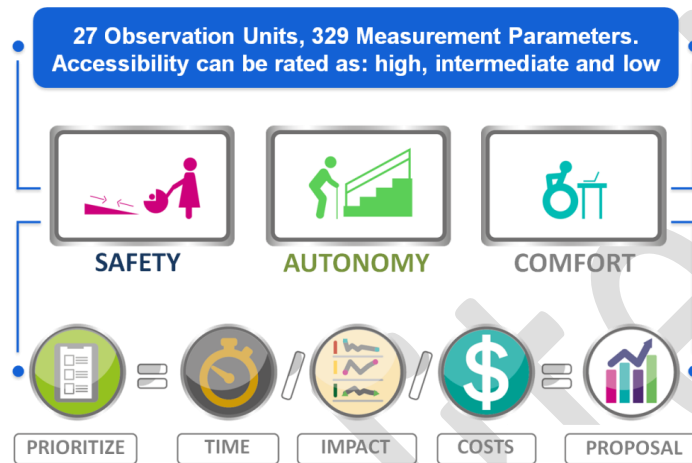 27 Observation Units, 329 Measurement Parameters.
Accessibility can be rated as: high, intermediate and low
SAFETY AUTONOMY COMFORT
PRIORITIZE TIME IMPACT COSTS PROPOSAL